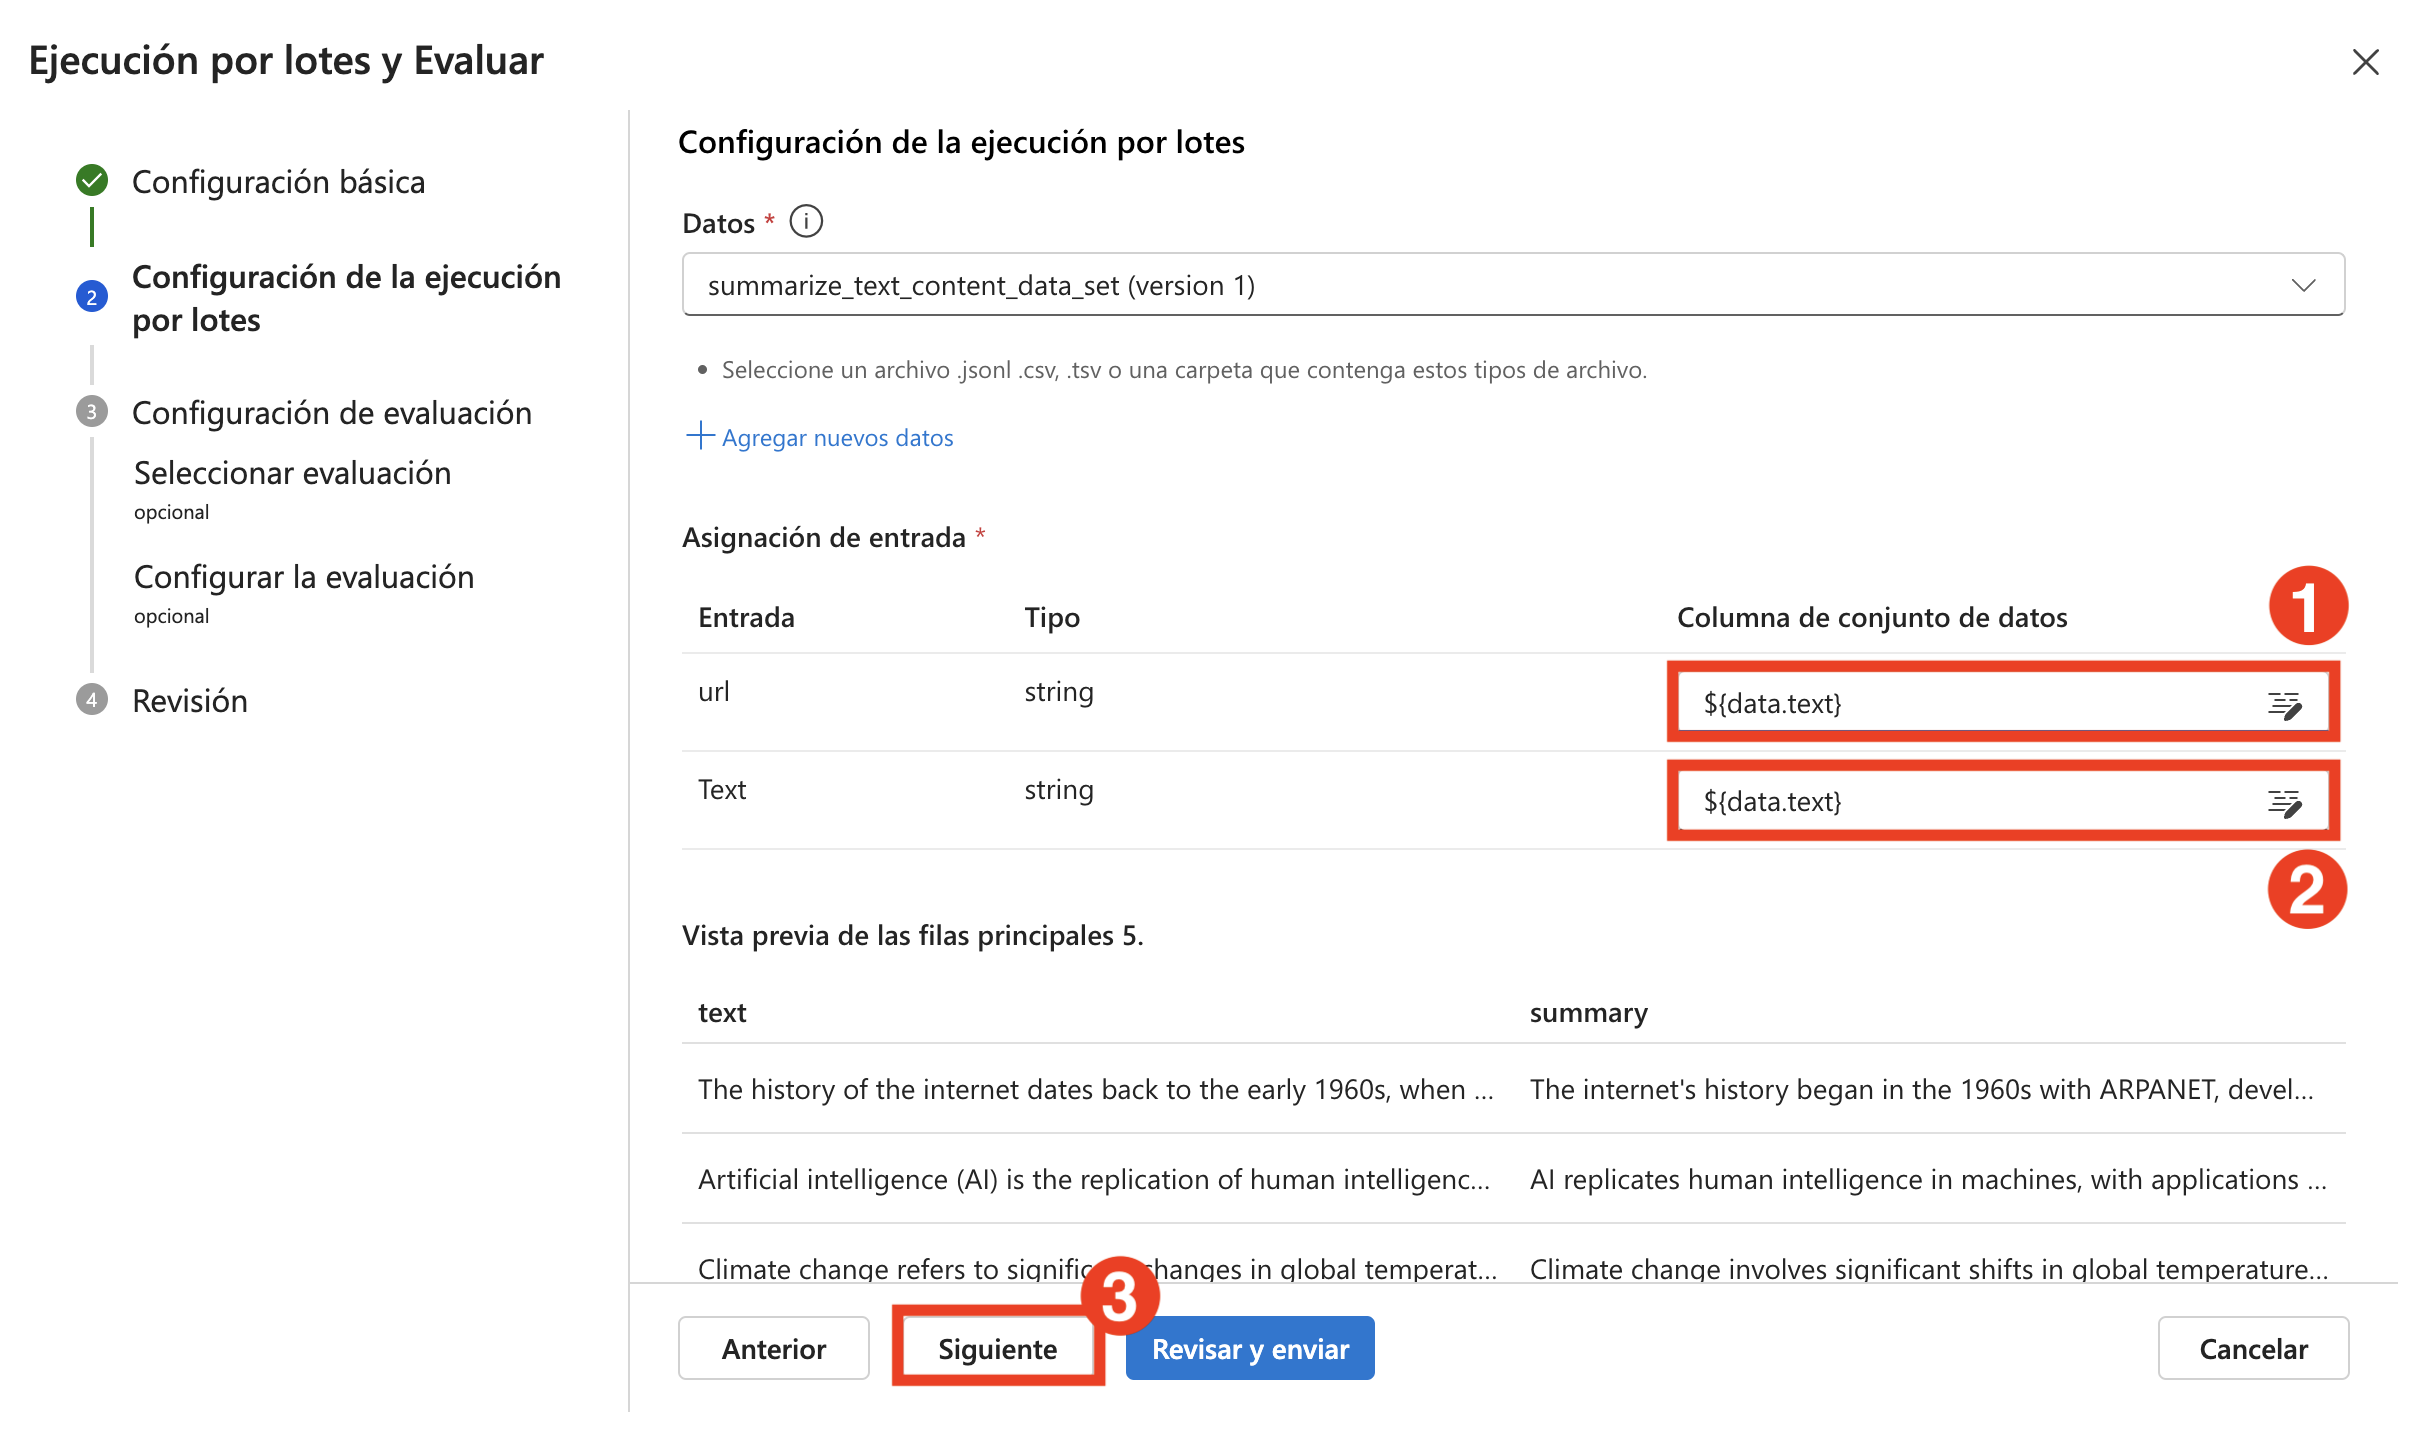 Ejecución por lotes y Evaluar
Configuración básica
2
Configuración de la ejecución
por lotes
3
Configuración de evaluación
Seleccionar evaluación
opcional
Configurar la evaluación
opcional
4
Revisión
Configuración de la ejecución por lotes
Datos *
summarize_text_content_data_set (version 1)
Seleccione un archivo .jsonl .csv, .tsv o una carpeta que contenga estos tipos de archivo.
Agregar nuevos datos
Asignación de entrada *
Entrada Tipo Columna de conjunto de datos
1
url string ${data.text}
Text string ${data.text}
2
Vista previa de las filas principales 5.
text summary
The history of the internet dates back to the early 1960s, when ... The internet's history began in the 1960s with ARPANET, devel...
Artificial intelligence (AI) is the replication of human intelligenc... AI replicates human intelligence in machines, with applications ...
Climate change refers to signific changes in global temperat... Climate change involves significant shifts in global temperature...
3
Anterior Siguiente Revisar y enviar Cancelar